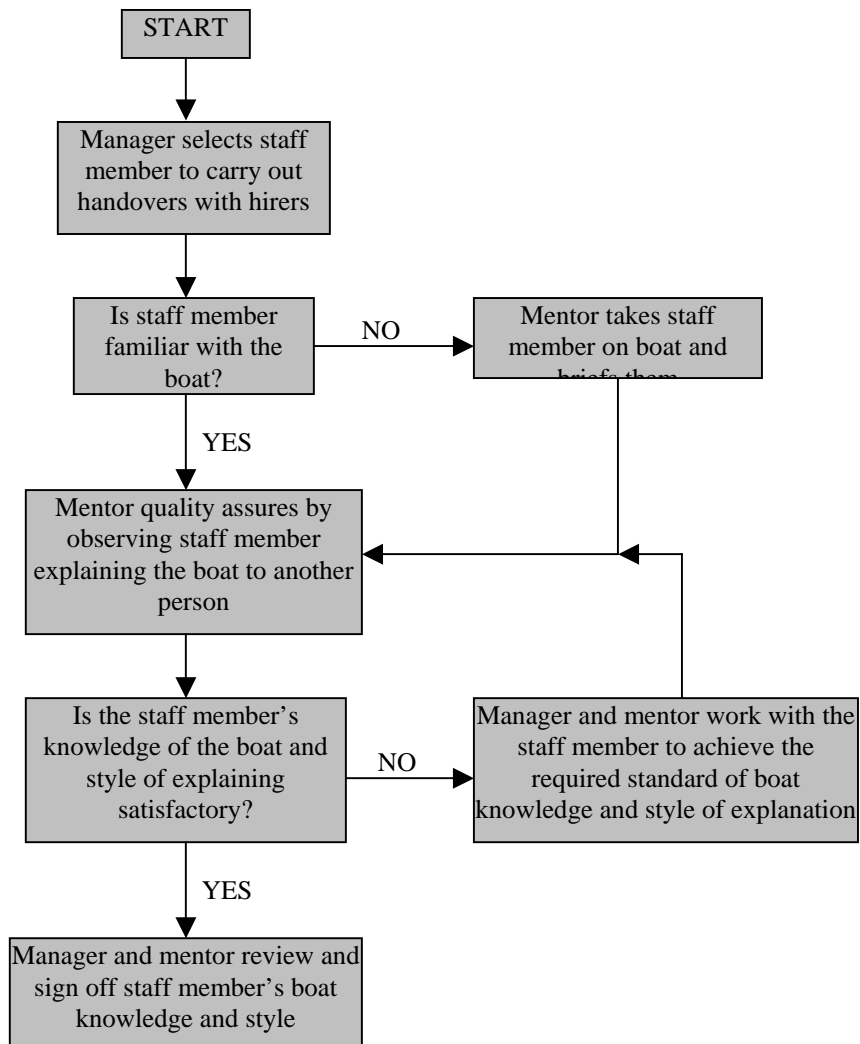 START
Manager selects staff
member to carry out
handovers with hirers
Is staff member
familiar with the
boat?
NO
Mentor takes staff
member on boat and
briefs them
YES
Mentor quality assures by
observing staff member
explaining the boat to another
person
Is the staff member’s
knowledge of the boat and
style of explaining
satisfactory?
NO
Manager and mentor work with the
staff member to achieve the
required standard of boat
knowledge and style of explanation
YES
Manager and mentor review and
sign off staff member’s boat
knowledge and style